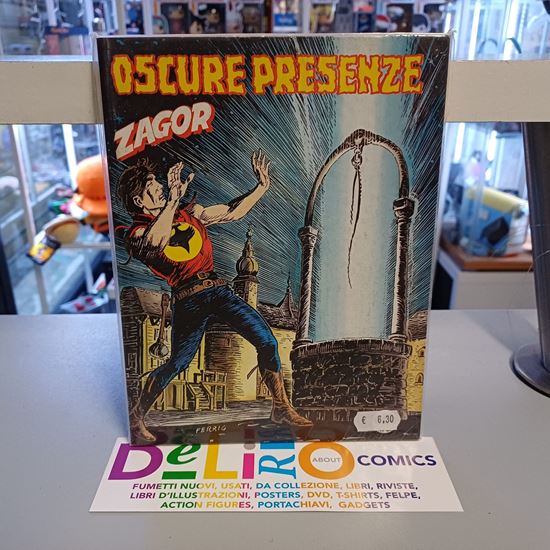 OSCURE PRESENZE
ZAGOR
FERRI
€ 6,30
DeLiRiO ABOUT COMICS
FUMETTI NUOVI, USATI, DA COLLEZIONE, LIBRI, RIVISTE,
LIBRI D'ILLUSTRAZIONI, POSTERS, DVD, T-SHIRTS, FELPE,
ACTION FIGURES, PORTACHIAVI, GADGETS